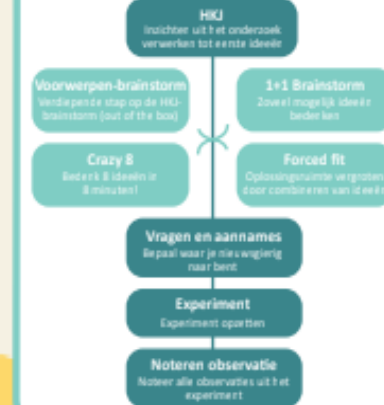 HKJ
Inzichten uit het onderzoek
verwerken tot eerste ideeën
Voorwerpen-brainstorm
Verdiepende stap op de HKJ-
brainstorm (out of the box)
1+1 Brainstorm
Zoveel mogelijk ideeën
bedenken
Crazy 8
Bedenk 8 ideeën in
8 minuten!
Forced fit
Oplossingsruimte vergroten
door combineren van ideeën
Vragen en aannames
Bepaal waar je nieuwsgierig
naar bent
Experiment
Experiment opzetten
Noteren observatie
Noteer alle observaties uit het
experiment